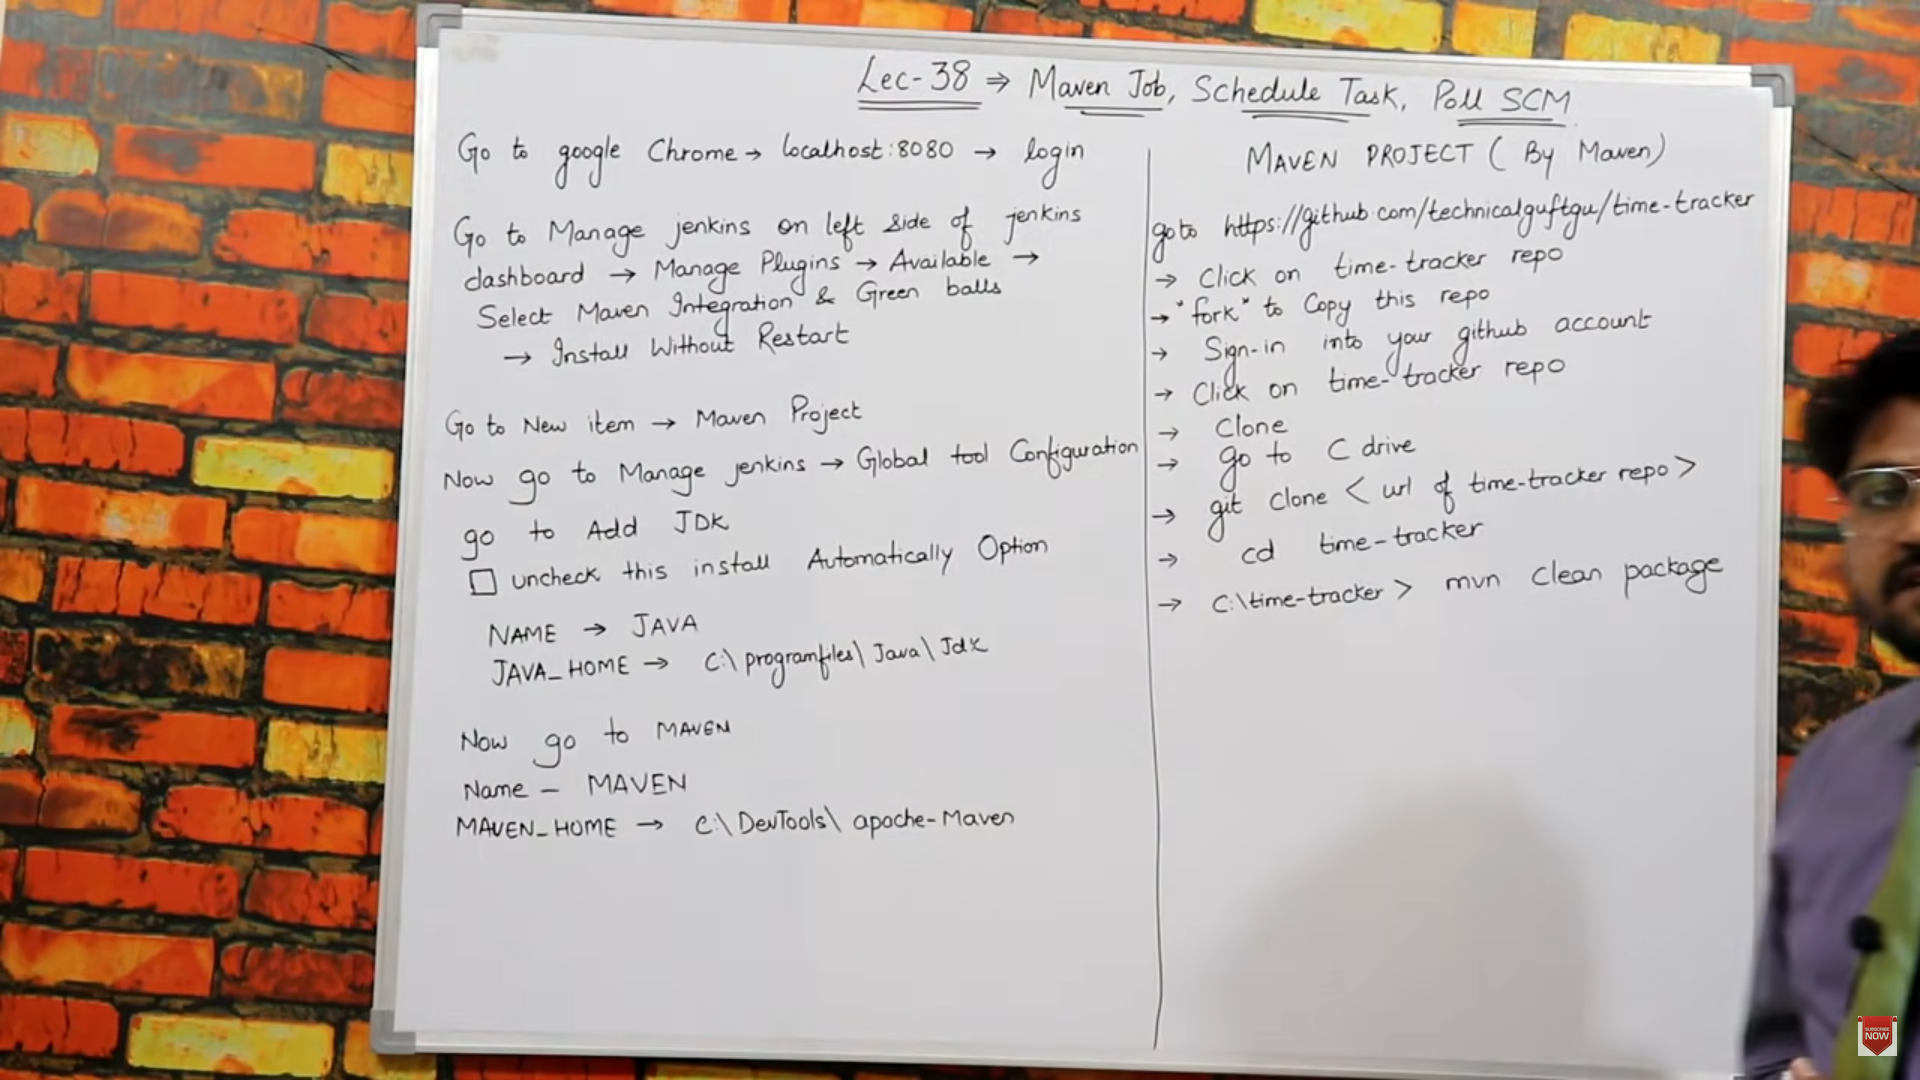 Lec-38 ⇒ Maven Job, Schedule Task, Poll SCM
Go to google Chrome → localhost:8080 → login
Go to Manage jenkins on left side of jenkins
dashboard → Manage Plugins → Available →
Select Maven Integration & Green balls
→ Install Without Restart
Go to New item → Maven Project
Now go to Manage jenkins → Global tool Configuration
go to Add JDK
uncheck this install Automatically Option
NAME → JAVA
JAVA_HOME → C:\programfiles\Java\Jdk
Now go to MAVEN
Name – MAVEN
MAVEN_HOME → C:\DevTools\apache-Maven
MAVEN PROJECT (By Maven)
goto https://github.com/technicalguftgu/time-tracker
→ Click on time-tracker repo
→ "fork" to Copy this repo
→ Sign-in into your github account
→ Click on time-tracker repo
→ Clone
→ go to C drive
→ git clone < url of time-tracker repo >
→ cd time-tracker
→ C:\time-tracker > mvn clean package
SUBSCRIBE
NOW